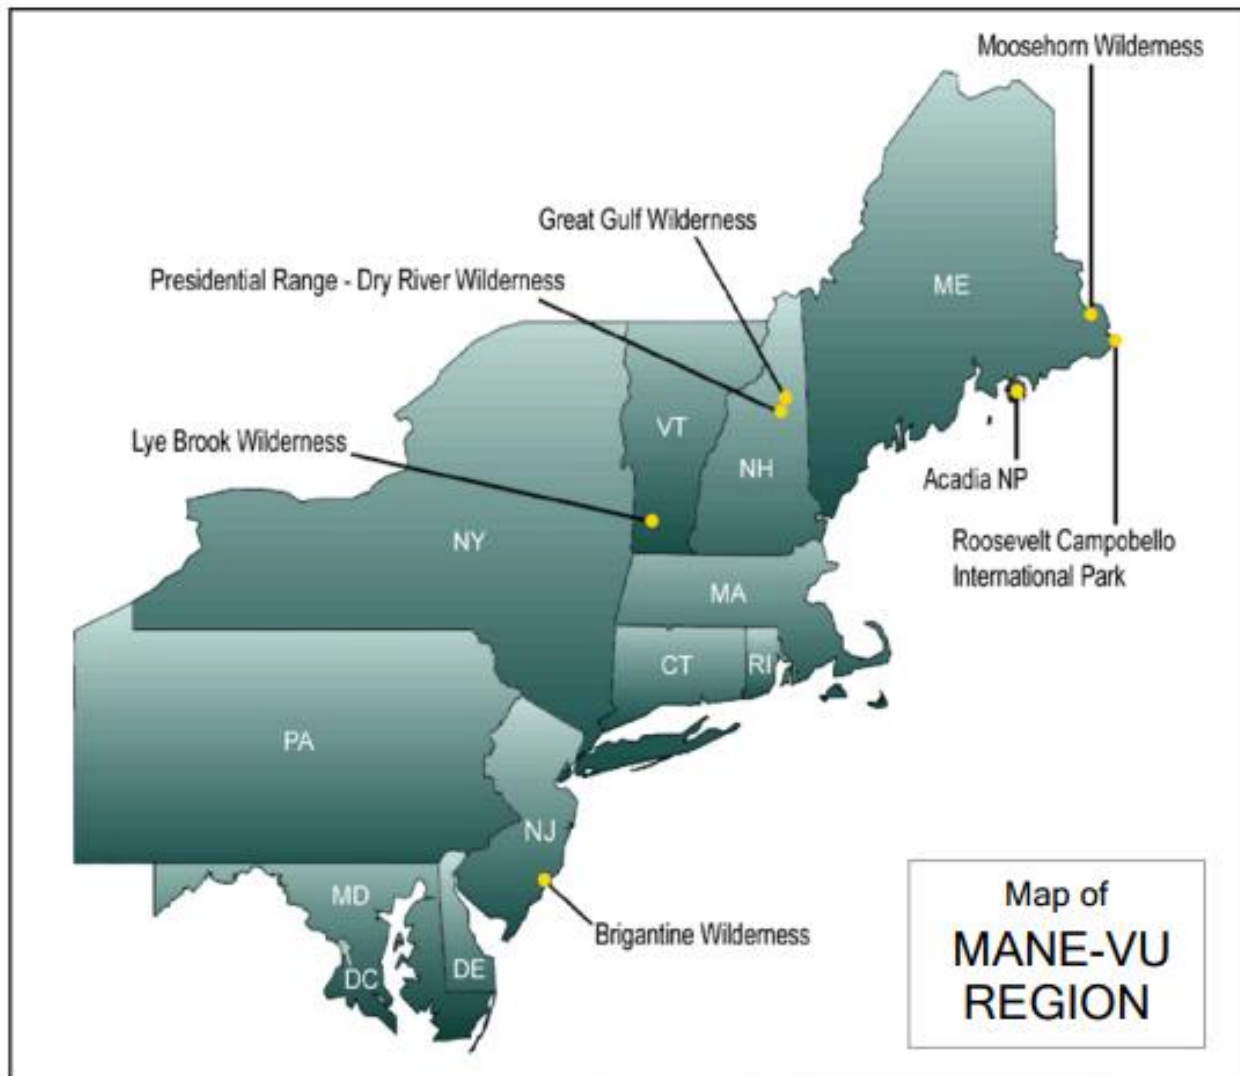 Moosehorn Wilderness
Great Gulf Wilderness
Presidential Range - Dry River Wilderness
ME
Lye Brook Wilderness
VT
NH
Acadia NP
NY
Roosevelt Campobello
International Park
MA
CT
RI
PA
NJ
MD
Brigantine Wilderness
DC
DE
Map of
MANE-VU
REGION